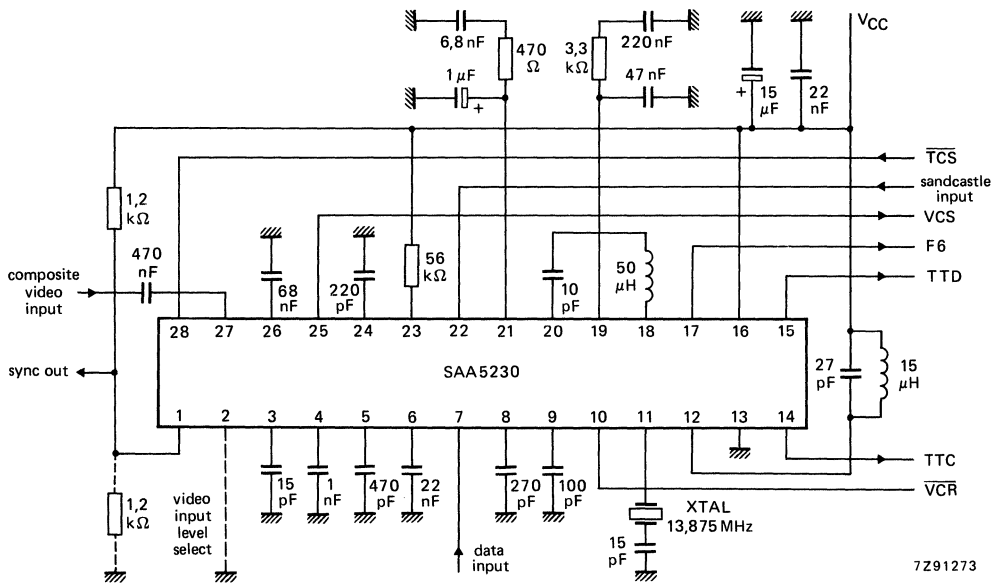 6,8 nF
470 Ω
3,3 kΩ
220 nF
VCC
1 µF
+
47 nF
+
15 µF
22 nF
TCS
sandcastle input
VCS
F6
TTD
1,2 kΩ
470 nF
composite video input
68 nF
220 pF
56 kΩ
10 pF
50 µH
28 27 26 25 24 23 22 21 20 19 18 17 16 15
sync out
SAA5230
27 pF
15 µH
1 2 3 4 5 6 7 8 9 10 11 12 13 14
TTC
VCR
15 pF
1 nF
470 pF
22 nF
270 pF
100 pF
1,2 kΩ
video input level select
data input
XTAL
13,875 MHz
15 pF
7Z91273